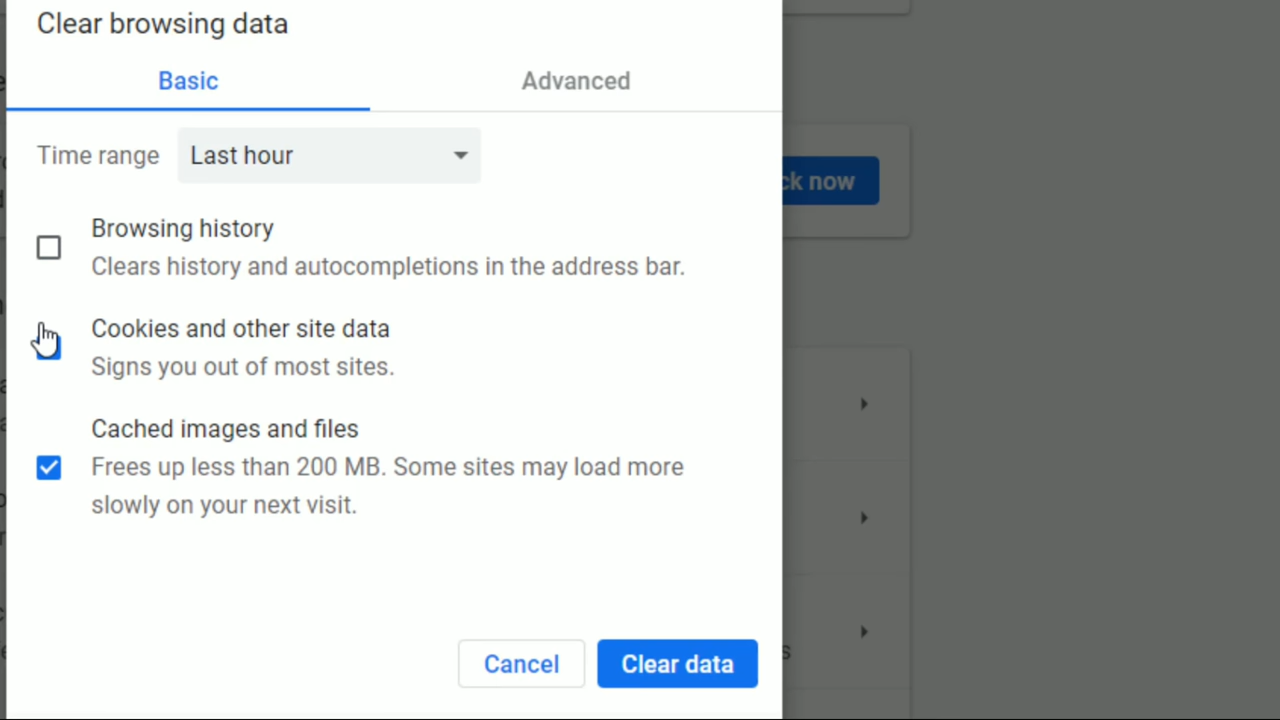 Clear browsing data
Basic
Advanced
Time range
Last hour
ck now
Browsing history
Clears history and autocompletions in the address bar.
Cookies and other site data
Signs you out of most sites.
Cached images and files
Frees up less than 200 MB. Some sites may load more
slowly on your next visit.
Cancel
Clear data
s